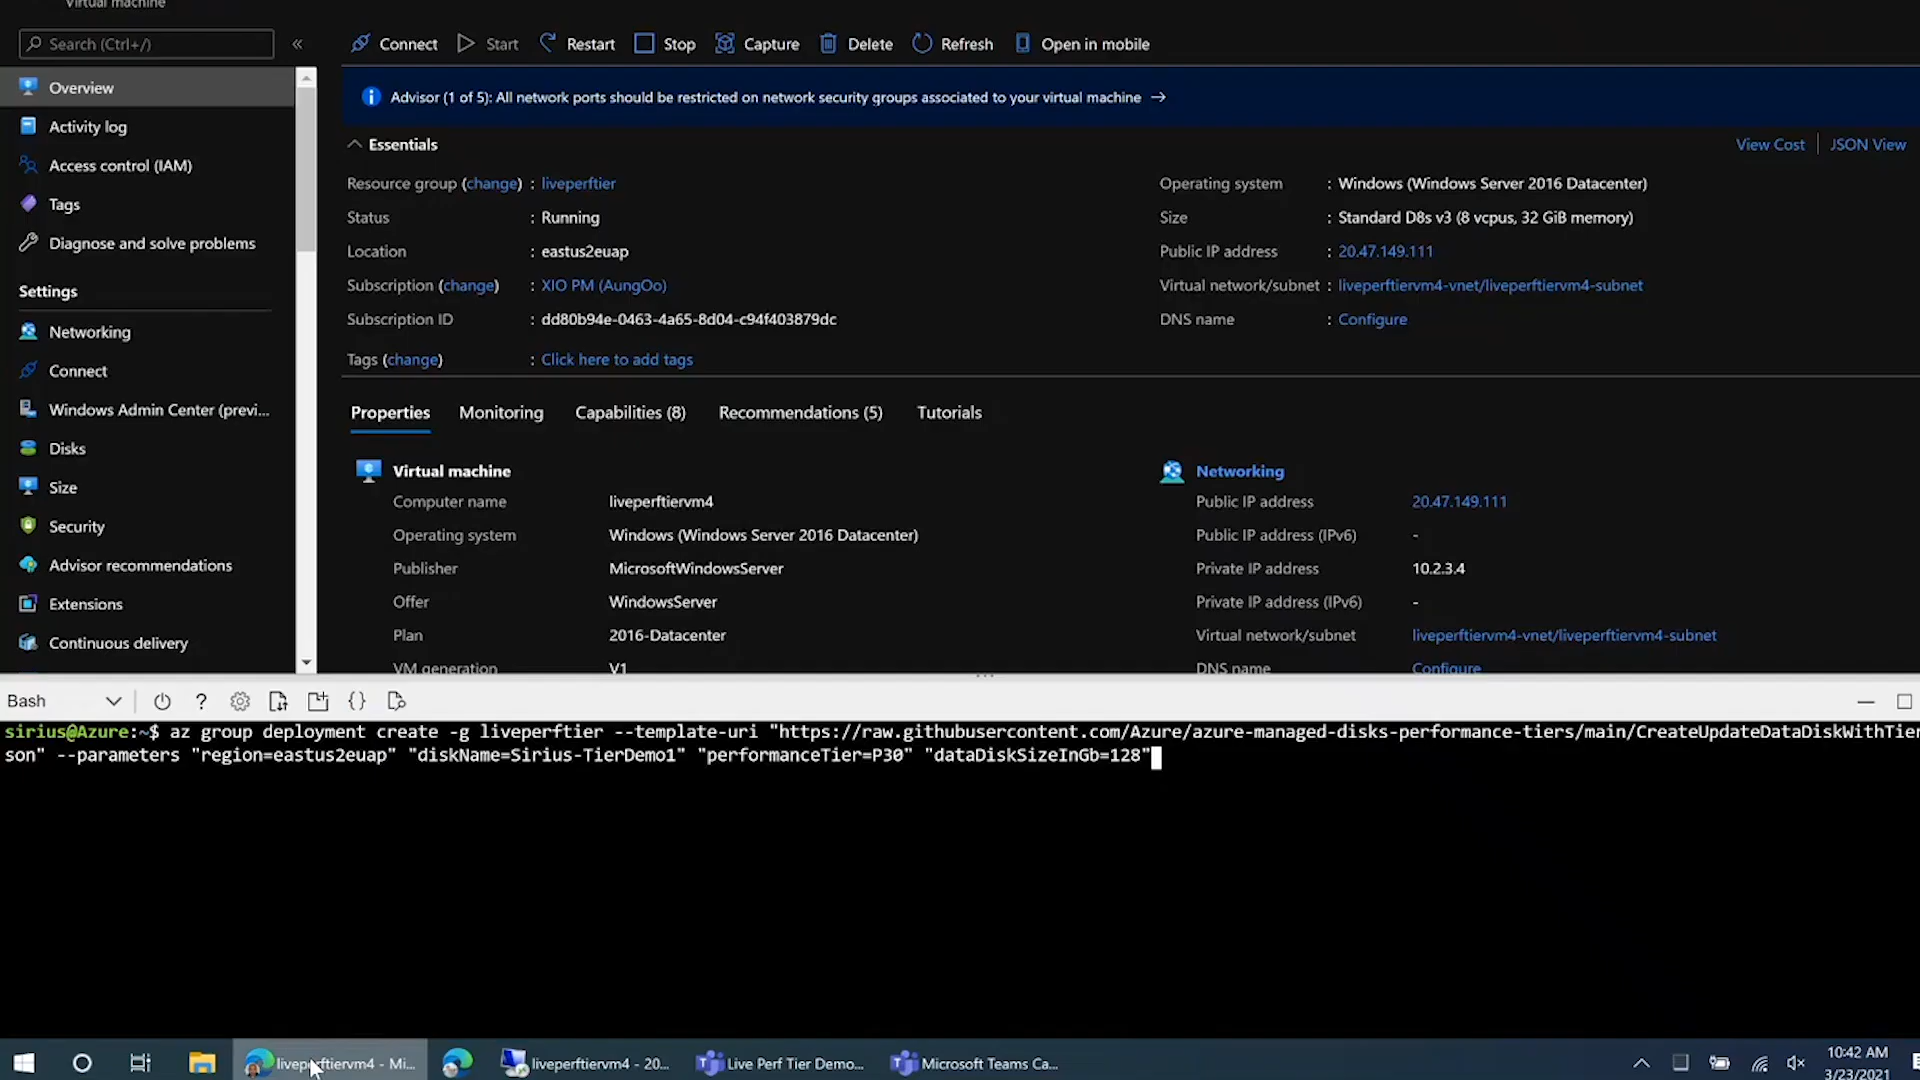 Virtual machine
Search (Ctrl+/)
«
Connect
Start
Restart
Stop
Capture
Delete
Refresh
Open in mobile
Overview
Activity log
Access control (IAM)
Tags
Diagnose and solve problems
Settings
Networking
Connect
Windows Admin Center (previ...
Disks
Size
Security
Advisor recommendations
Extensions
Continuous delivery
Advisor (1 of 5): All network ports should be restricted on network security groups associated to your virtual machine →
Essentials
View Cost | JSON View
Resource group (change) : liveperftier
Status : Running
Location : eastus2euap
Subscription (change) : XIO PM (AungOo)
Subscription ID : dd80b94e-0463-4a65-8d04-c94f403879dc
Tags (change) : Click here to add tags
Operating system : Windows (Windows Server 2016 Datacenter)
Size : Standard D8s v3 (8 vcpus, 32 GiB memory)
Public IP address : 20.47.149.111
Virtual network/subnet : liveperftiervm4-vnet/liveperftiervm4-subnet
DNS name : Configure
Properties
Monitoring
Capabilities (8)
Recommendations (5)
Tutorials
Virtual machine
Computer name liveperftiervm4
Operating system Windows (Windows Server 2016 Datacenter)
Publisher MicrosoftWindowsServer
Offer WindowsServer
Plan 2016-Datacenter
VM generation V1
Networking
Public IP address 20.47.149.111
Public IP address (IPv6) -
Private IP address 10.2.3.4
Private IP address (IPv6) -
Virtual network/subnet liveperftiervm4-vnet/liveperftiervm4-subnet
DNS name Configure
Bash
?
{}
sirius@Azure:~$ az group deployment create -g liveperftier --template-uri "https://raw.githubusercontent.com/Azure/azure-managed-disks-performance-tiers/main/CreateUpdateDataDiskWithTier
son" --parameters "region=eastus2euap" "diskName=Sirius-TierDemo1" "performanceTier=P30" "dataDiskSizeInGb=128"
liveperftiervm4 - Mi...
liveperftiervm4 - 20...
Live Perf Tier Demo...
Microsoft Teams Ca...
10:42 AM
3/23/2021